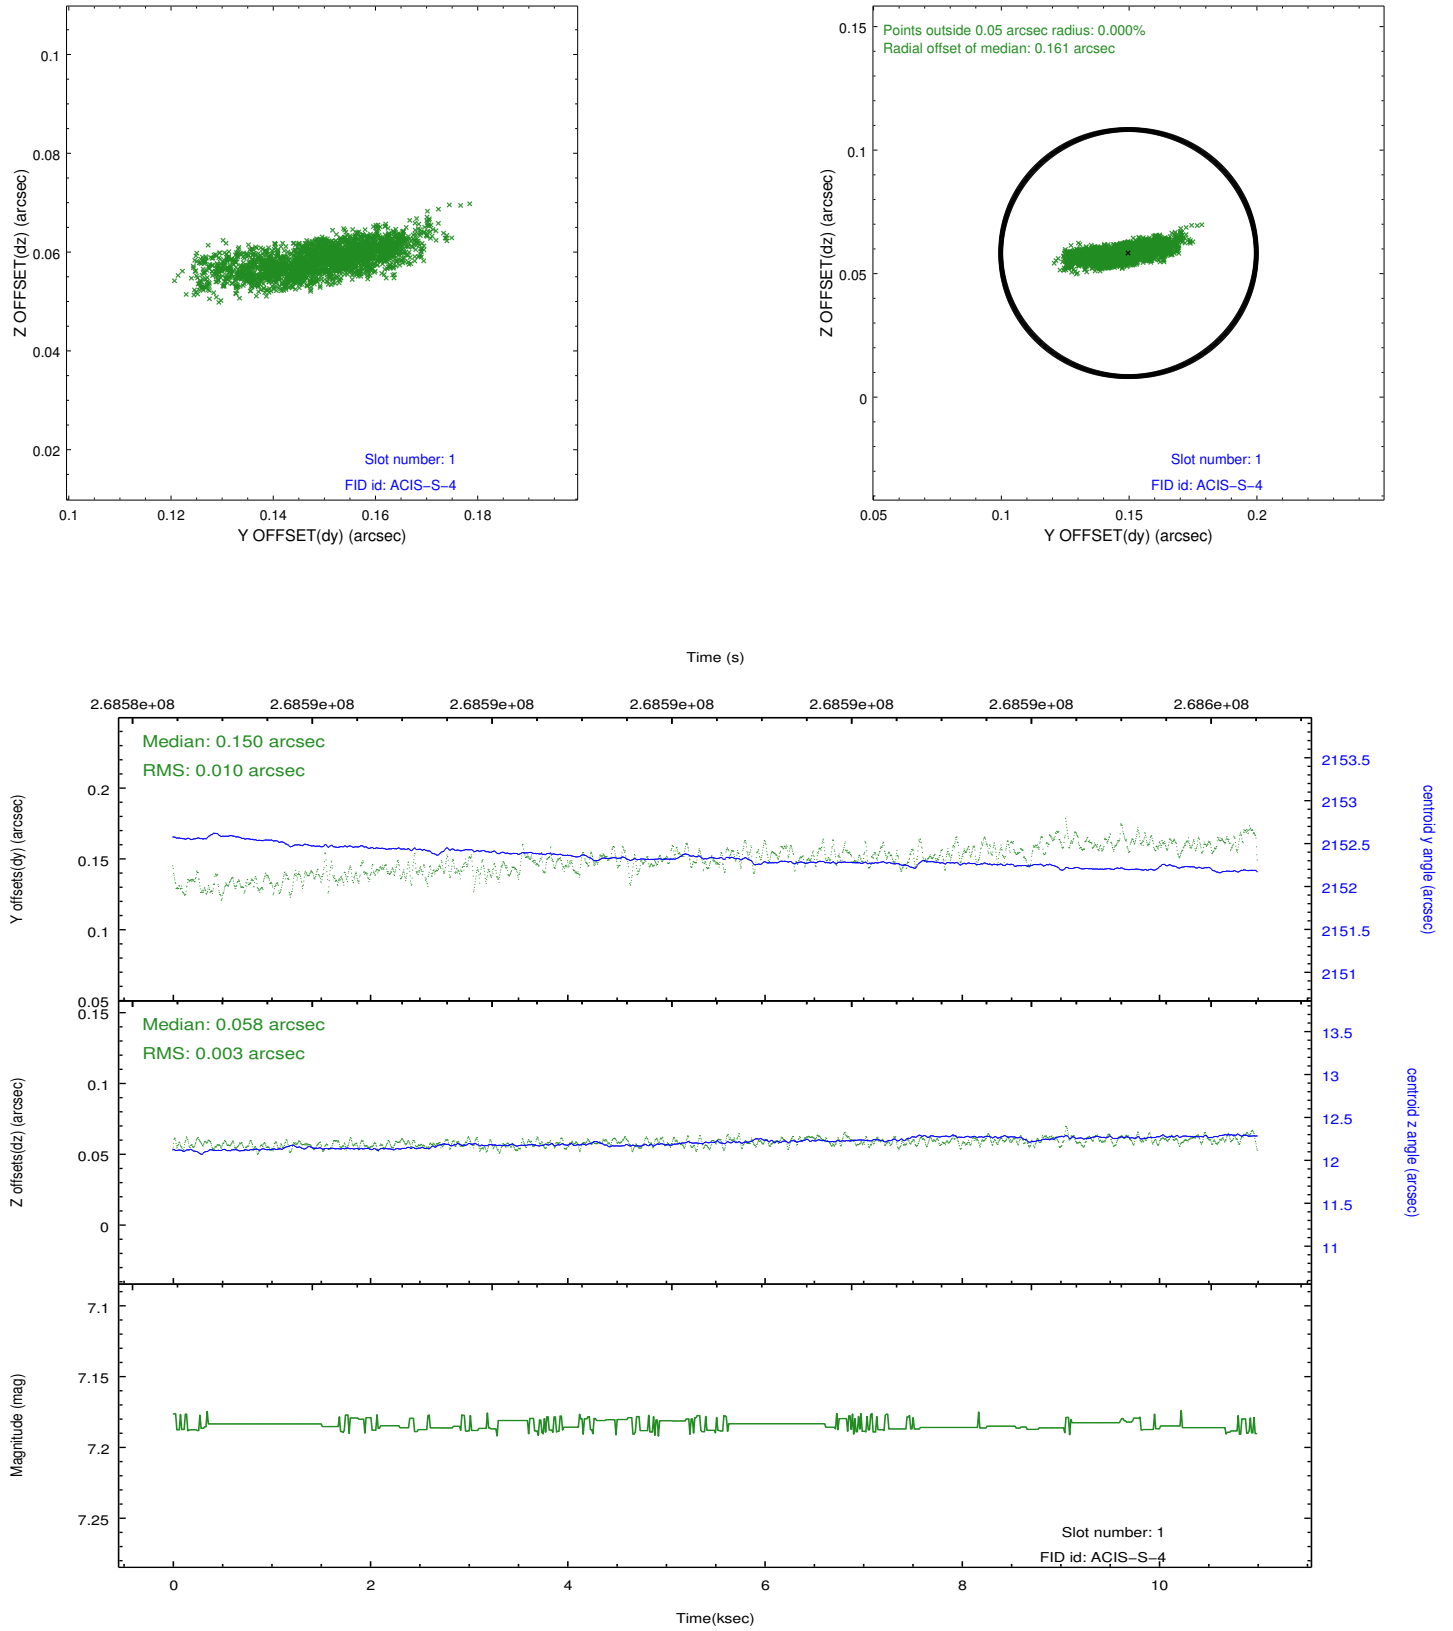 0.1
0.08
0.06
0.04
0.02
Z OFFSET(dz) (arcsec)
Slot number: 1
FID id: ACIS−S−4
0.1 0.12 0.14 0.16 0.18
Y OFFSET(dy) (arcsec)
Points outside 0.05 arcsec radius: 0.000%
Radial offset of median: 0.161 arcsec
0.15
0.1
0.05
0
Z OFFSET(dz) (arcsec)
Slot number: 1
FID id: ACIS−S−4
0.05 0.1 0.15 0.2
Y OFFSET(dy) (arcsec)
Time (s)
2.6858e+08 2.6859e+08 2.6859e+08 2.6859e+08 2.6859e+08 2.6859e+08 2.686e+08
Median: 0.150 arcsec
RMS: 0.010 arcsec
0.2
0.15
0.1
0.05
Y offsets(dy) (arcsec)
2153.5
2153
2152.5
2152
2151.5
2151
centroid y angle (arcsec)
Median: 0.058 arcsec
RMS: 0.003 arcsec
0.15
0.1
0.05
0
Z offsets(dz) (arcsec)
13.5
13
12.5
12
11.5
11
centroid z angle (arcsec)
7.1
7.15
7.2
7.25
Magnitude (mag)
Slot number: 1
FID id: ACIS−S−4
0 2 4 6 8 10
Time(ksec)